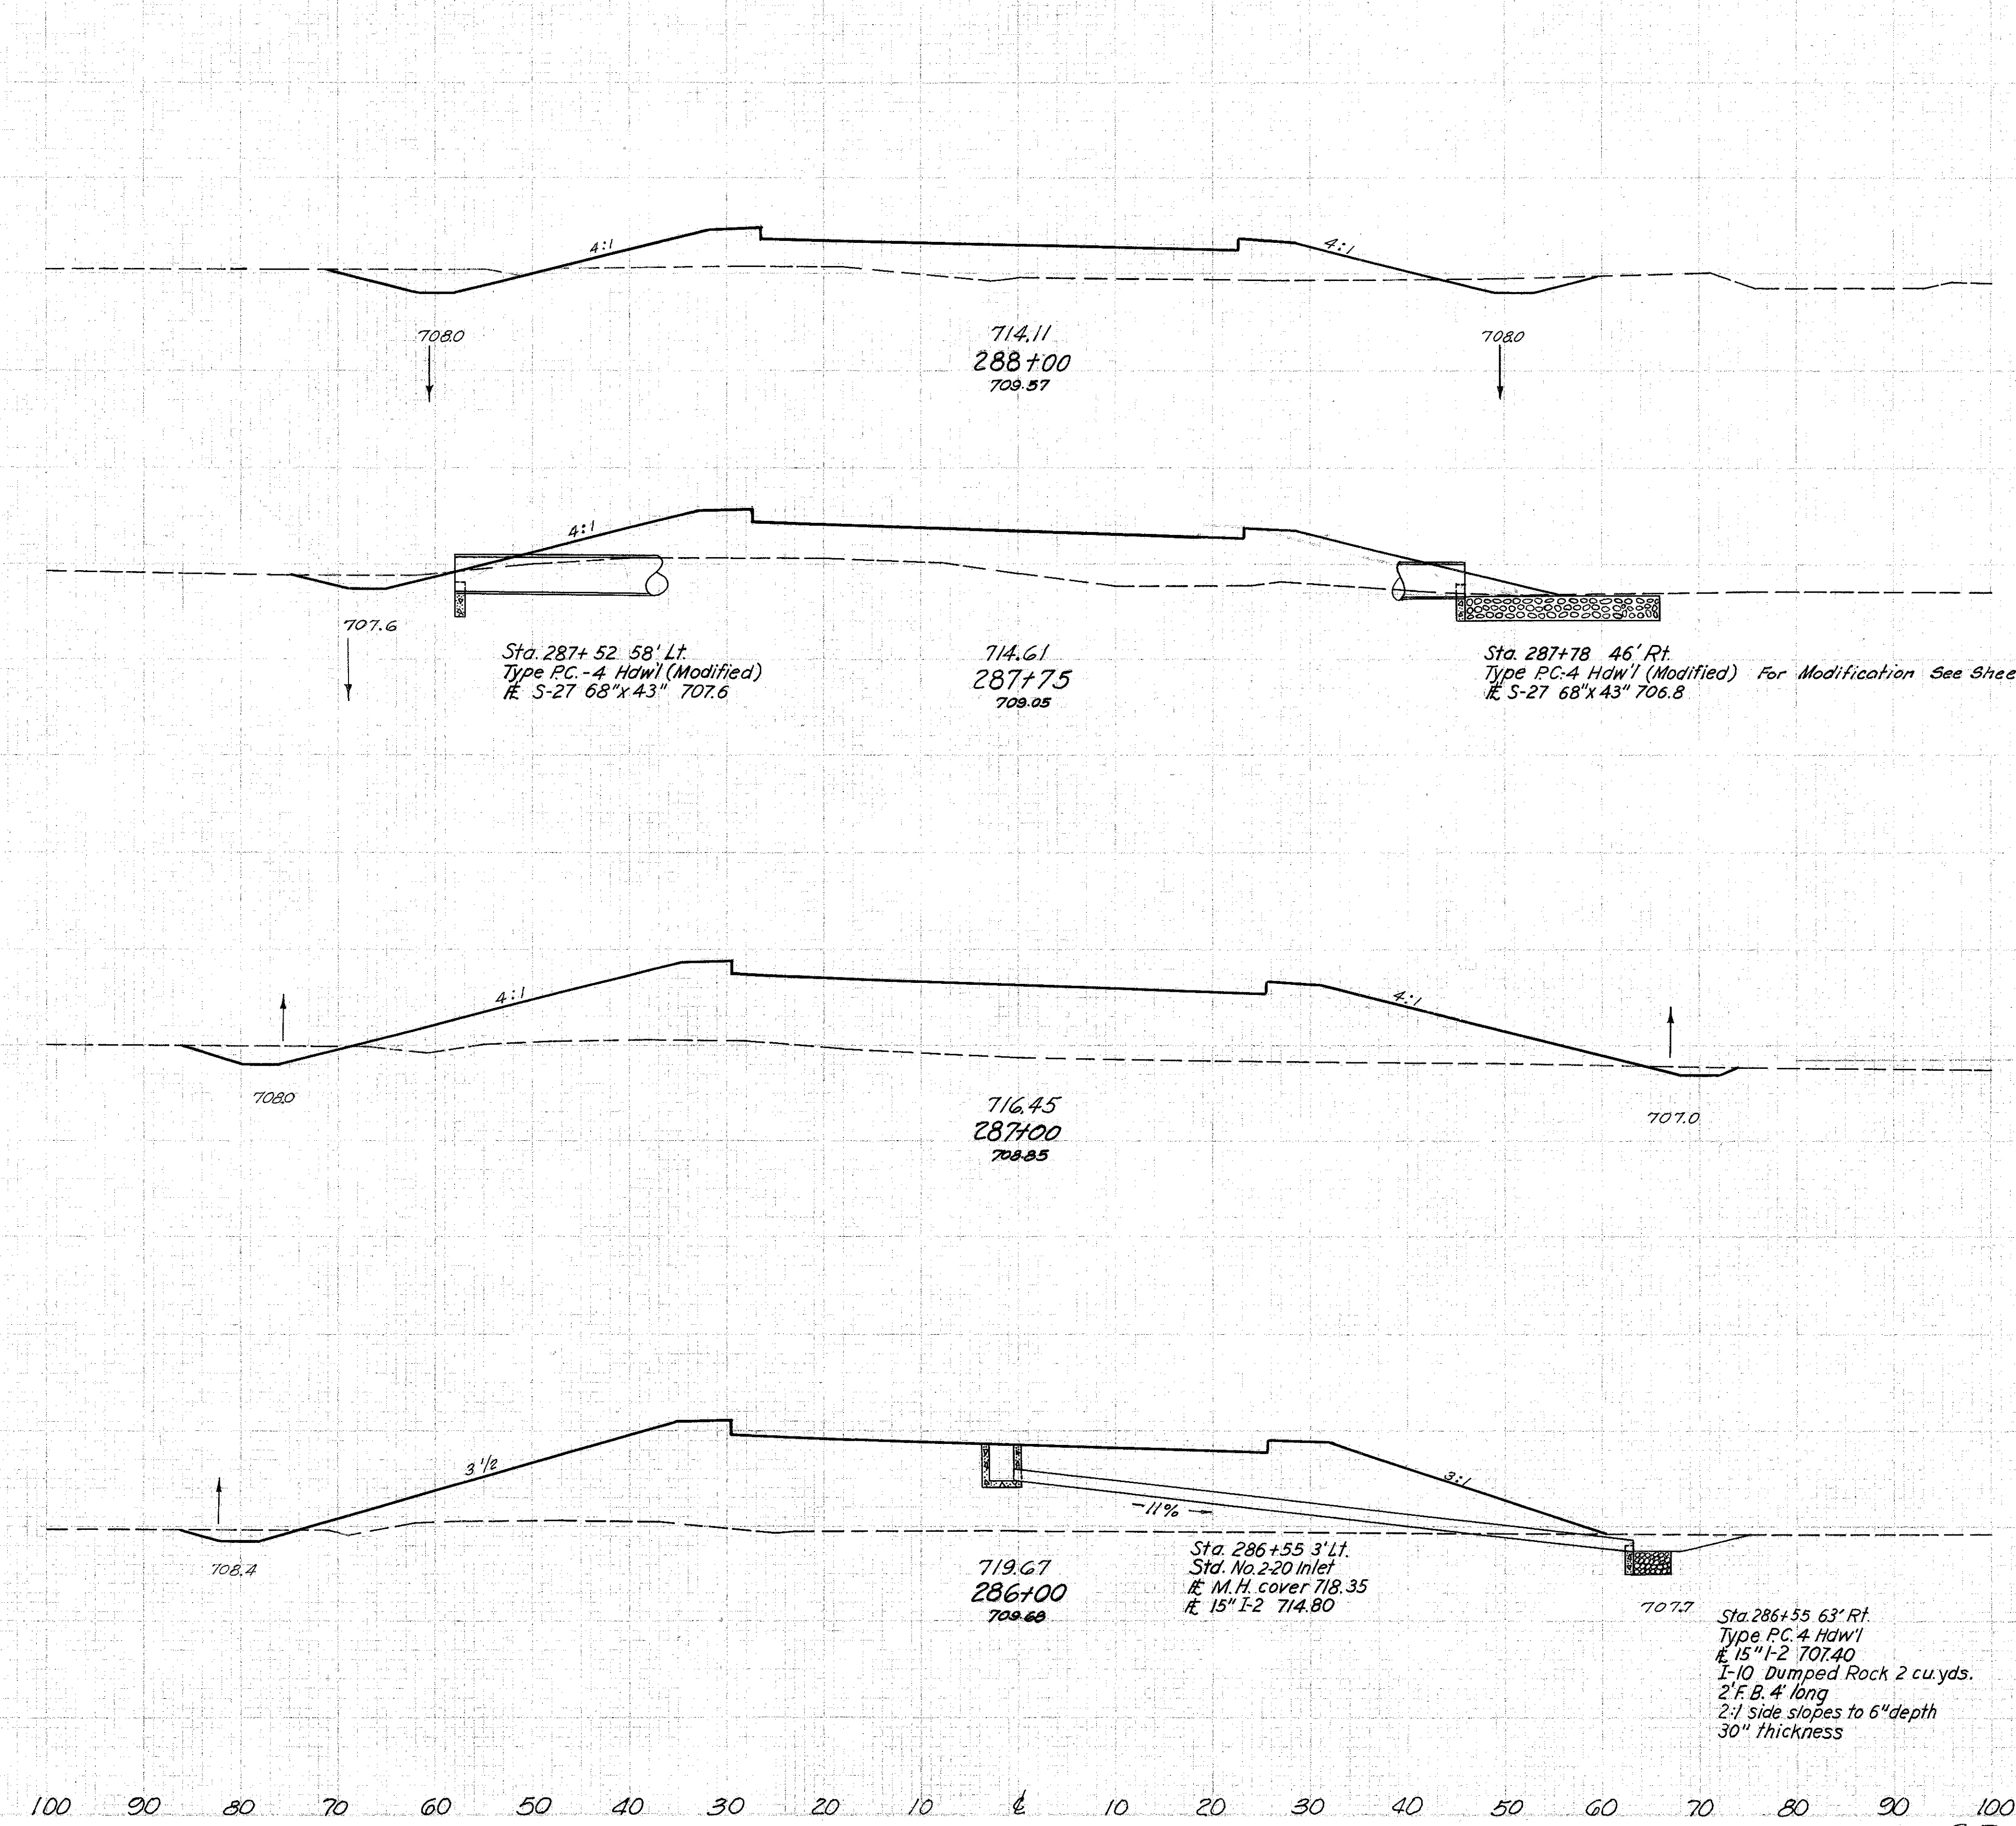 4:1
4:1
708.0
714.11
288+00
709.57
708.0
4:1
707.6
Sta. 287+52 58' Lt.
Type P.C.-4 Hdw'l (Modified)
S-27 68"x43" 707.6
714.61
287+75
709.05
Sta. 287+78 46' Rt.
Type P.C.-4 Hdw'l (Modified) For Modification See Shee
S-27 68"x43" 706.8
4:1
4:1
708.0
716.45
287+00
708.85
707.0
3 1/2
3:1
-11%
708.4
719.67
286+00
709.68
Sta. 286+55 3' Lt.
Std. No. 2-20 Inlet
M.H. cover 718.35
15" I-2 714.80
707.7
Sta. 286+55 63' Rt.
Type P.C. 4 Hdw'l
15" I-2 707.40
I-10 Dumped Rock 2 cu. yds.
2' F.B. 4' long
2:1 side slopes to 6" depth
30" thickness
100 90 80 70 60 50 40 30 20 10 ℄ 10 20 30 40 50 60 70 80 90 100